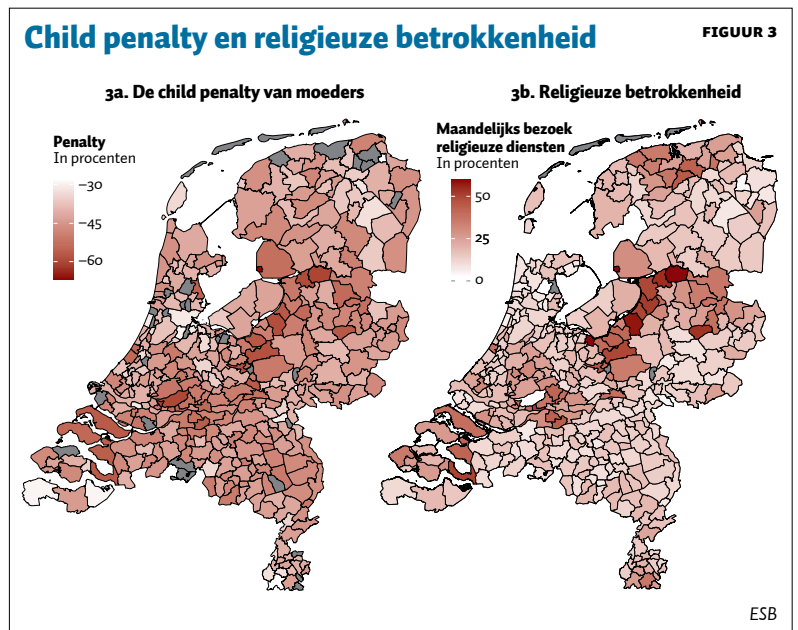 Child penalty en religieuze betrokkenheid
FIGUUR 3
3a. De child penalty van moeders
Penalty
In procenten
−30
−45
−60
3b. Religieuze betrokkenheid
Maandelijks bezoek
religieuze diensten
In procenten
50
25
0
ESB